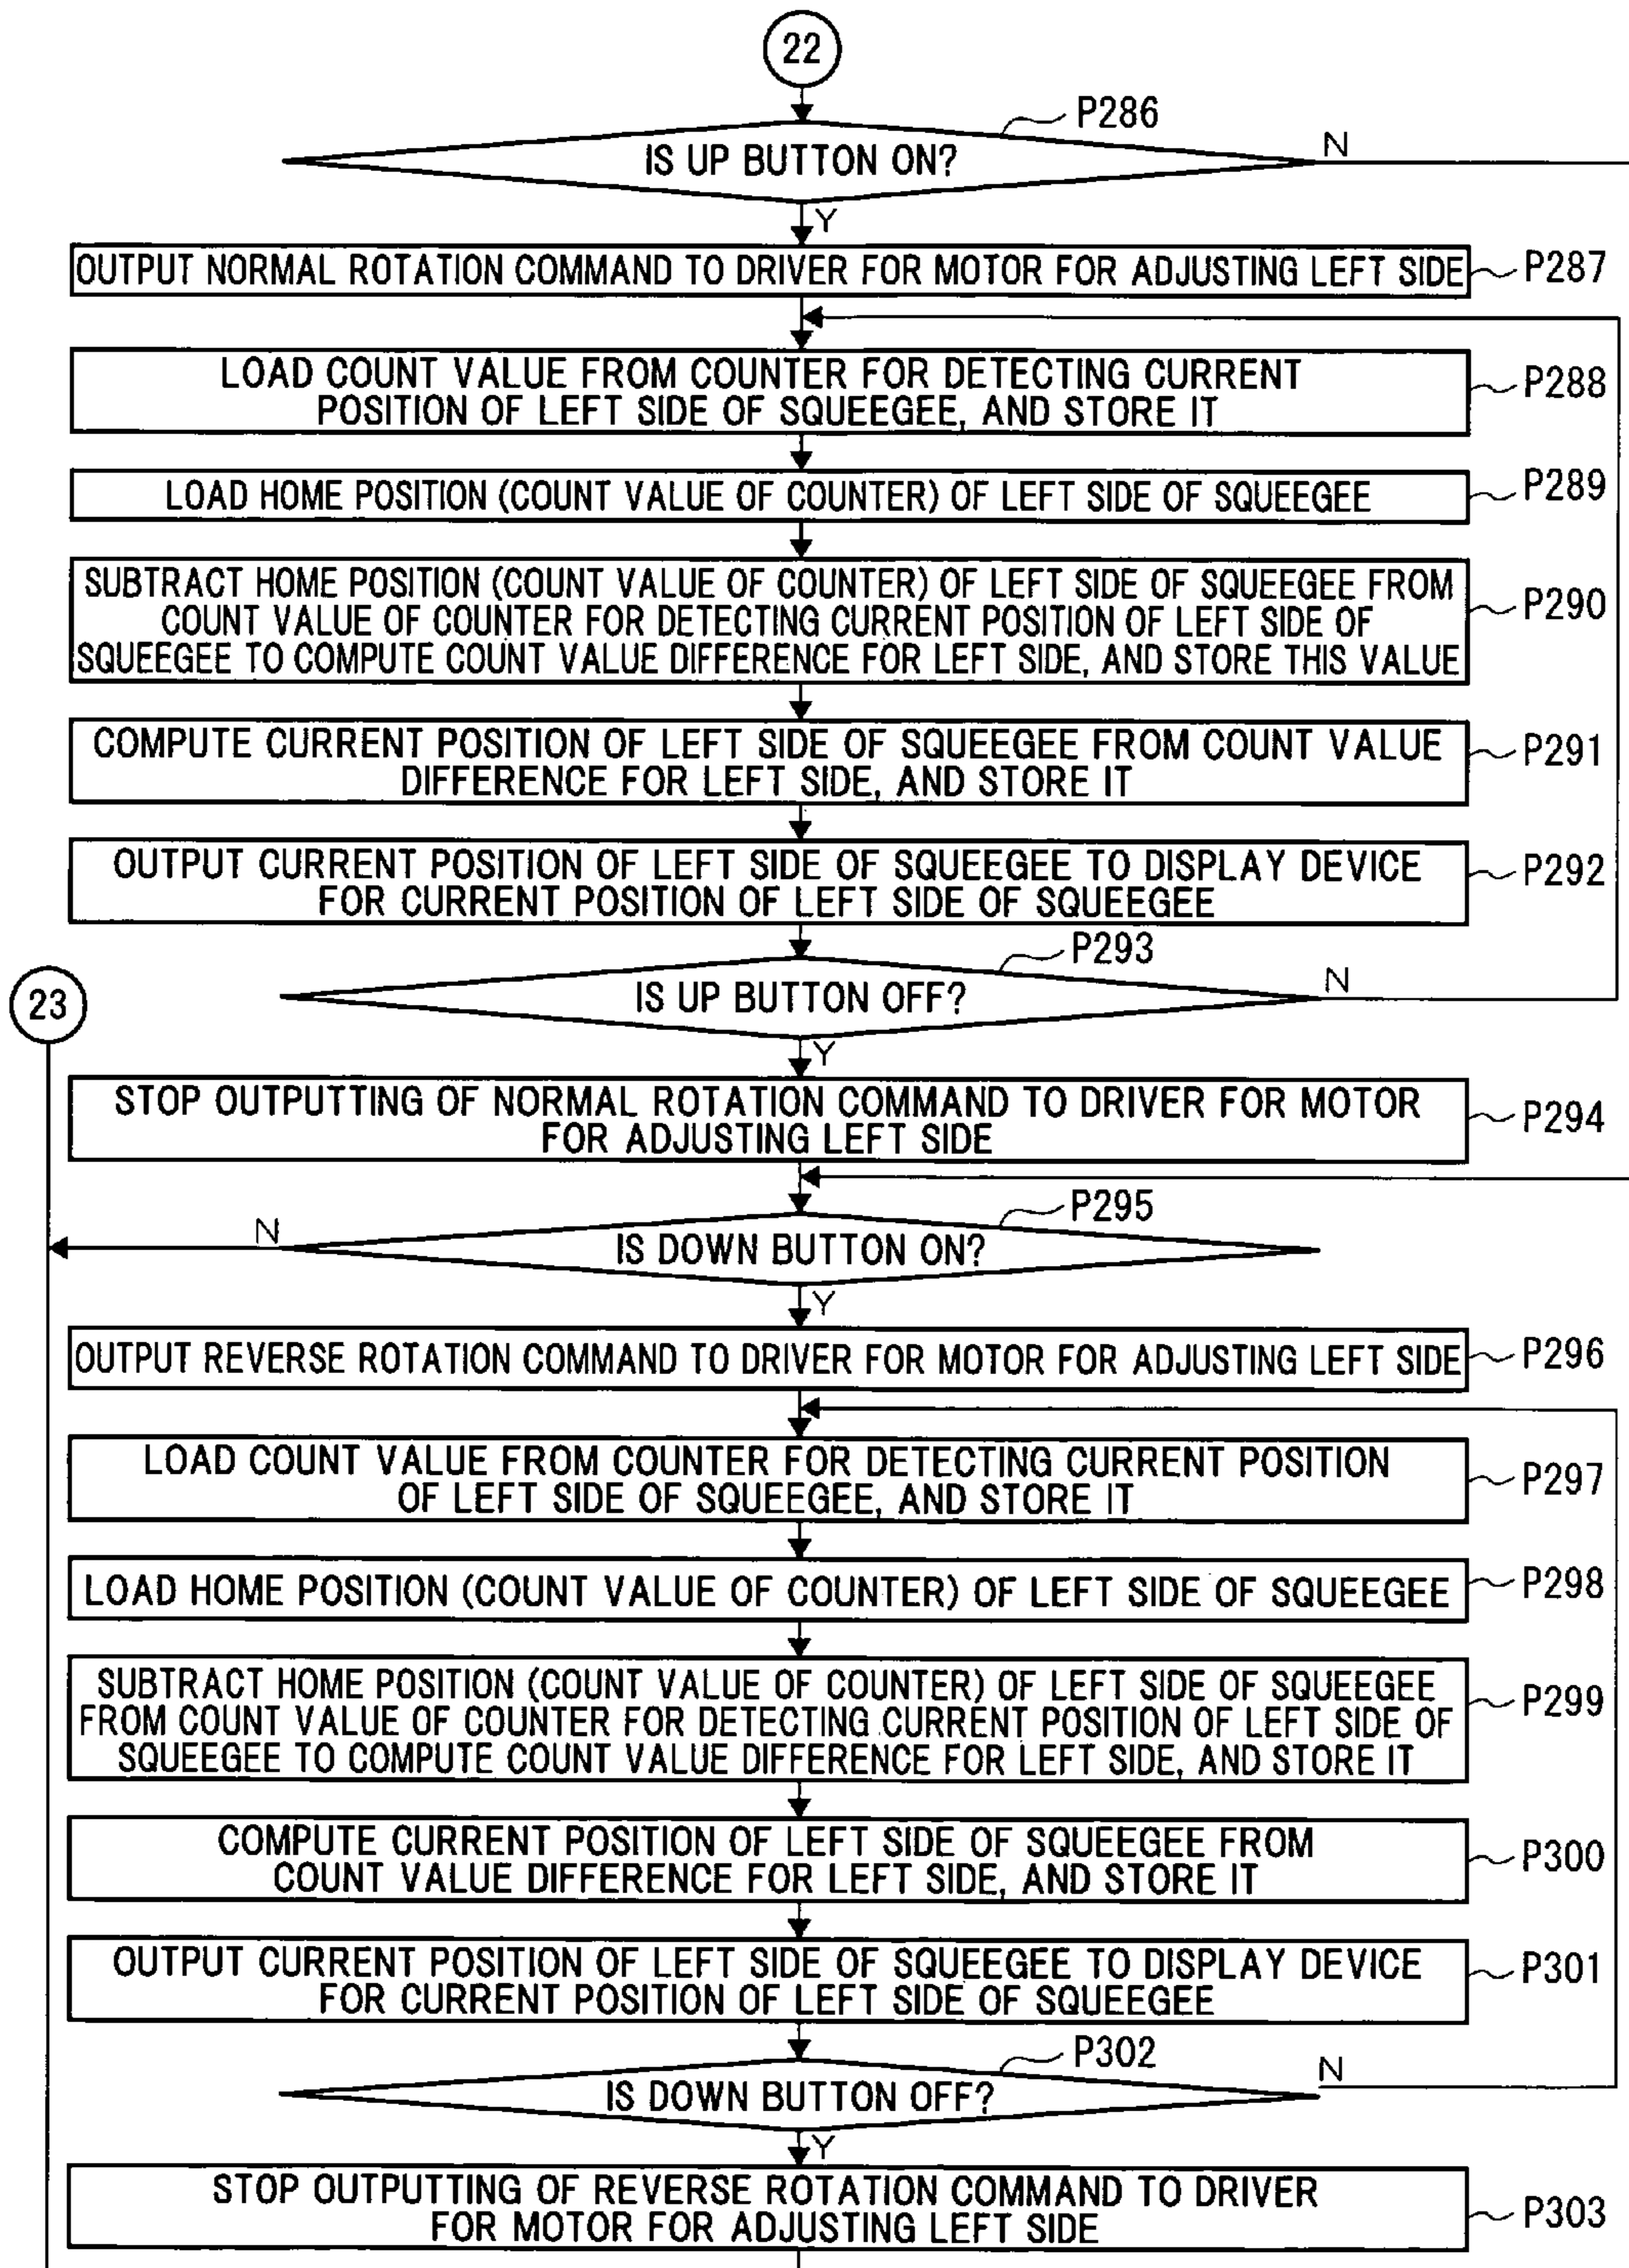 22
P286
IS UP BUTTON ON?
N
Y
OUTPUT NORMAL ROTATION COMMAND TO DRIVER FOR MOTOR FOR ADJUSTING LEFT SIDE
P287
LOAD COUNT VALUE FROM COUNTER FOR DETECTING CURRENT
POSITION OF LEFT SIDE OF SQUEEGEE, AND STORE IT
P288
LOAD HOME POSITION (COUNT VALUE OF COUNTER) OF LEFT SIDE OF SQUEEGEE
P289
SUBTRACT HOME POSITION (COUNT VALUE OF COUNTER) OF LEFT SIDE OF SQUEEGEE FROM
COUNT VALUE OF COUNTER FOR DETECTING CURRENT POSITION OF LEFT SIDE OF
SQUEEGEE TO COMPUTE COUNT VALUE DIFFERENCE FOR LEFT SIDE, AND STORE THIS VALUE
P290
COMPUTE CURRENT POSITION OF LEFT SIDE OF SQUEEGEE FROM COUNT VALUE
DIFFERENCE FOR LEFT SIDE, AND STORE IT
P291
OUTPUT CURRENT POSITION OF LEFT SIDE OF SQUEEGEE TO DISPLAY DEVICE
FOR CURRENT POSITION OF LEFT SIDE OF SQUEEGEE
P292
P293
23
IS UP BUTTON OFF?
N
Y
STOP OUTPUTTING OF NORMAL ROTATION COMMAND TO DRIVER FOR MOTOR
FOR ADJUSTING LEFT SIDE
P294
P295
N
IS DOWN BUTTON ON?
Y
OUTPUT REVERSE ROTATION COMMAND TO DRIVER FOR MOTOR FOR ADJUSTING LEFT SIDE
P296
LOAD COUNT VALUE FROM COUNTER FOR DETECTING CURRENT POSITION
OF LEFT SIDE OF SQUEEGEE, AND STORE IT
P297
LOAD HOME POSITION (COUNT VALUE OF COUNTER) OF LEFT SIDE OF SQUEEGEE
P298
SUBTRACT HOME POSITION (COUNT VALUE OF COUNTER) OF LEFT SIDE OF SQUEEGEE
FROM COUNT VALUE OF COUNTER FOR DETECTING CURRENT POSITION OF LEFT SIDE OF
SQUEEGEE TO COMPUTE COUNT VALUE DIFFERENCE FOR LEFT SIDE, AND STORE IT
P299
COMPUTE CURRENT POSITION OF LEFT SIDE OF SQUEEGEE FROM
COUNT VALUE DIFFERENCE FOR LEFT SIDE, AND STORE IT
P300
OUTPUT CURRENT POSITION OF LEFT SIDE OF SQUEEGEE TO DISPLAY DEVICE
FOR CURRENT POSITION OF LEFT SIDE OF SQUEEGEE
P301
P302
IS DOWN BUTTON OFF?
N
Y
STOP OUTPUTTING OF REVERSE ROTATION COMMAND TO DRIVER
FOR MOTOR FOR ADJUSTING LEFT SIDE
P303